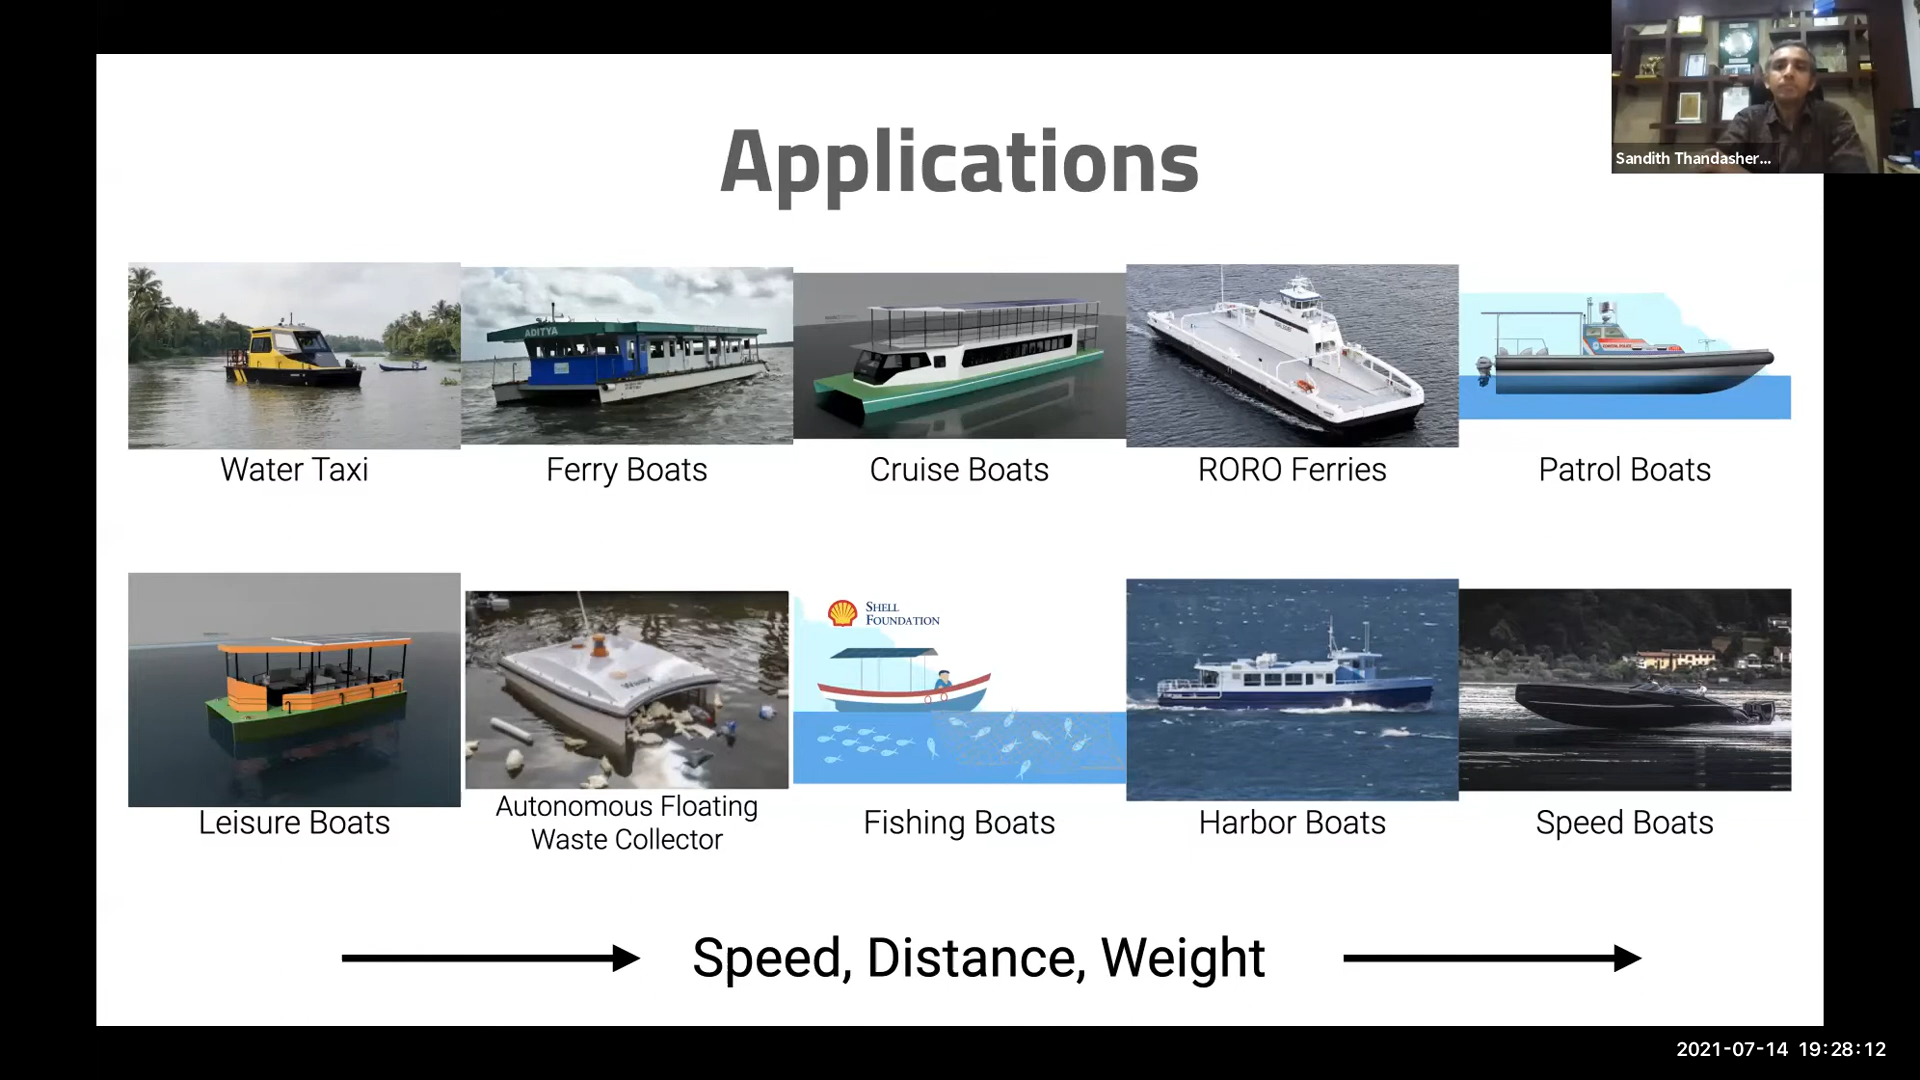 Applications
Sandith Thandasher...
ADITYA
Water Taxi
Ferry Boats
Cruise Boats
RORO Ferries
Patrol Boats
SHELL
FOUNDATION
Leisure Boats
Autonomous Floating
Waste Collector
Fishing Boats
Harbor Boats
Speed Boats
Speed, Distance, Weight
2021-07-14 19:28:12